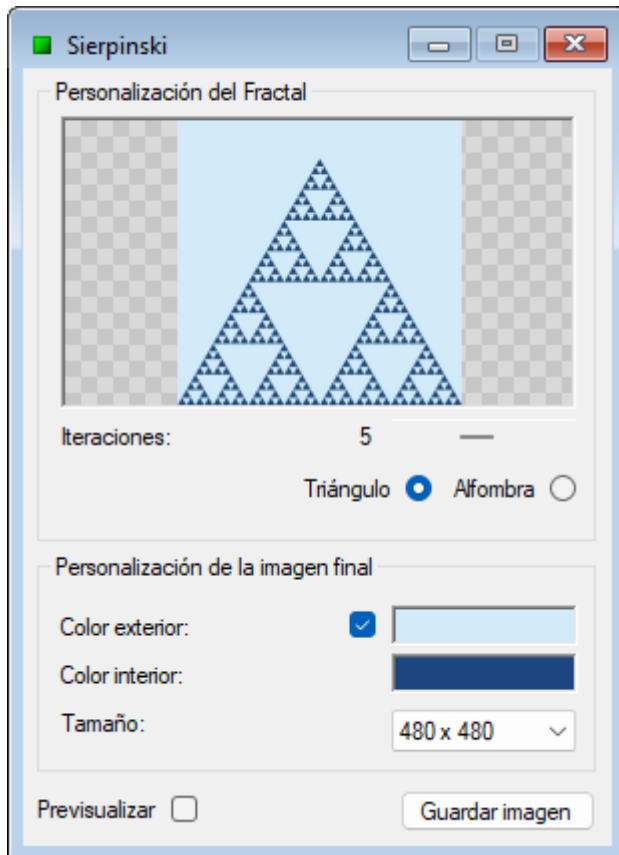 Sierpinski
Personalización del Fractal
Iteraciones: 5
Triángulo Alfombra
Personalización de la imagen final
Color exterior:
Color interior:
Tamaño: 480 x 480
Previsualizar Guardar imagen